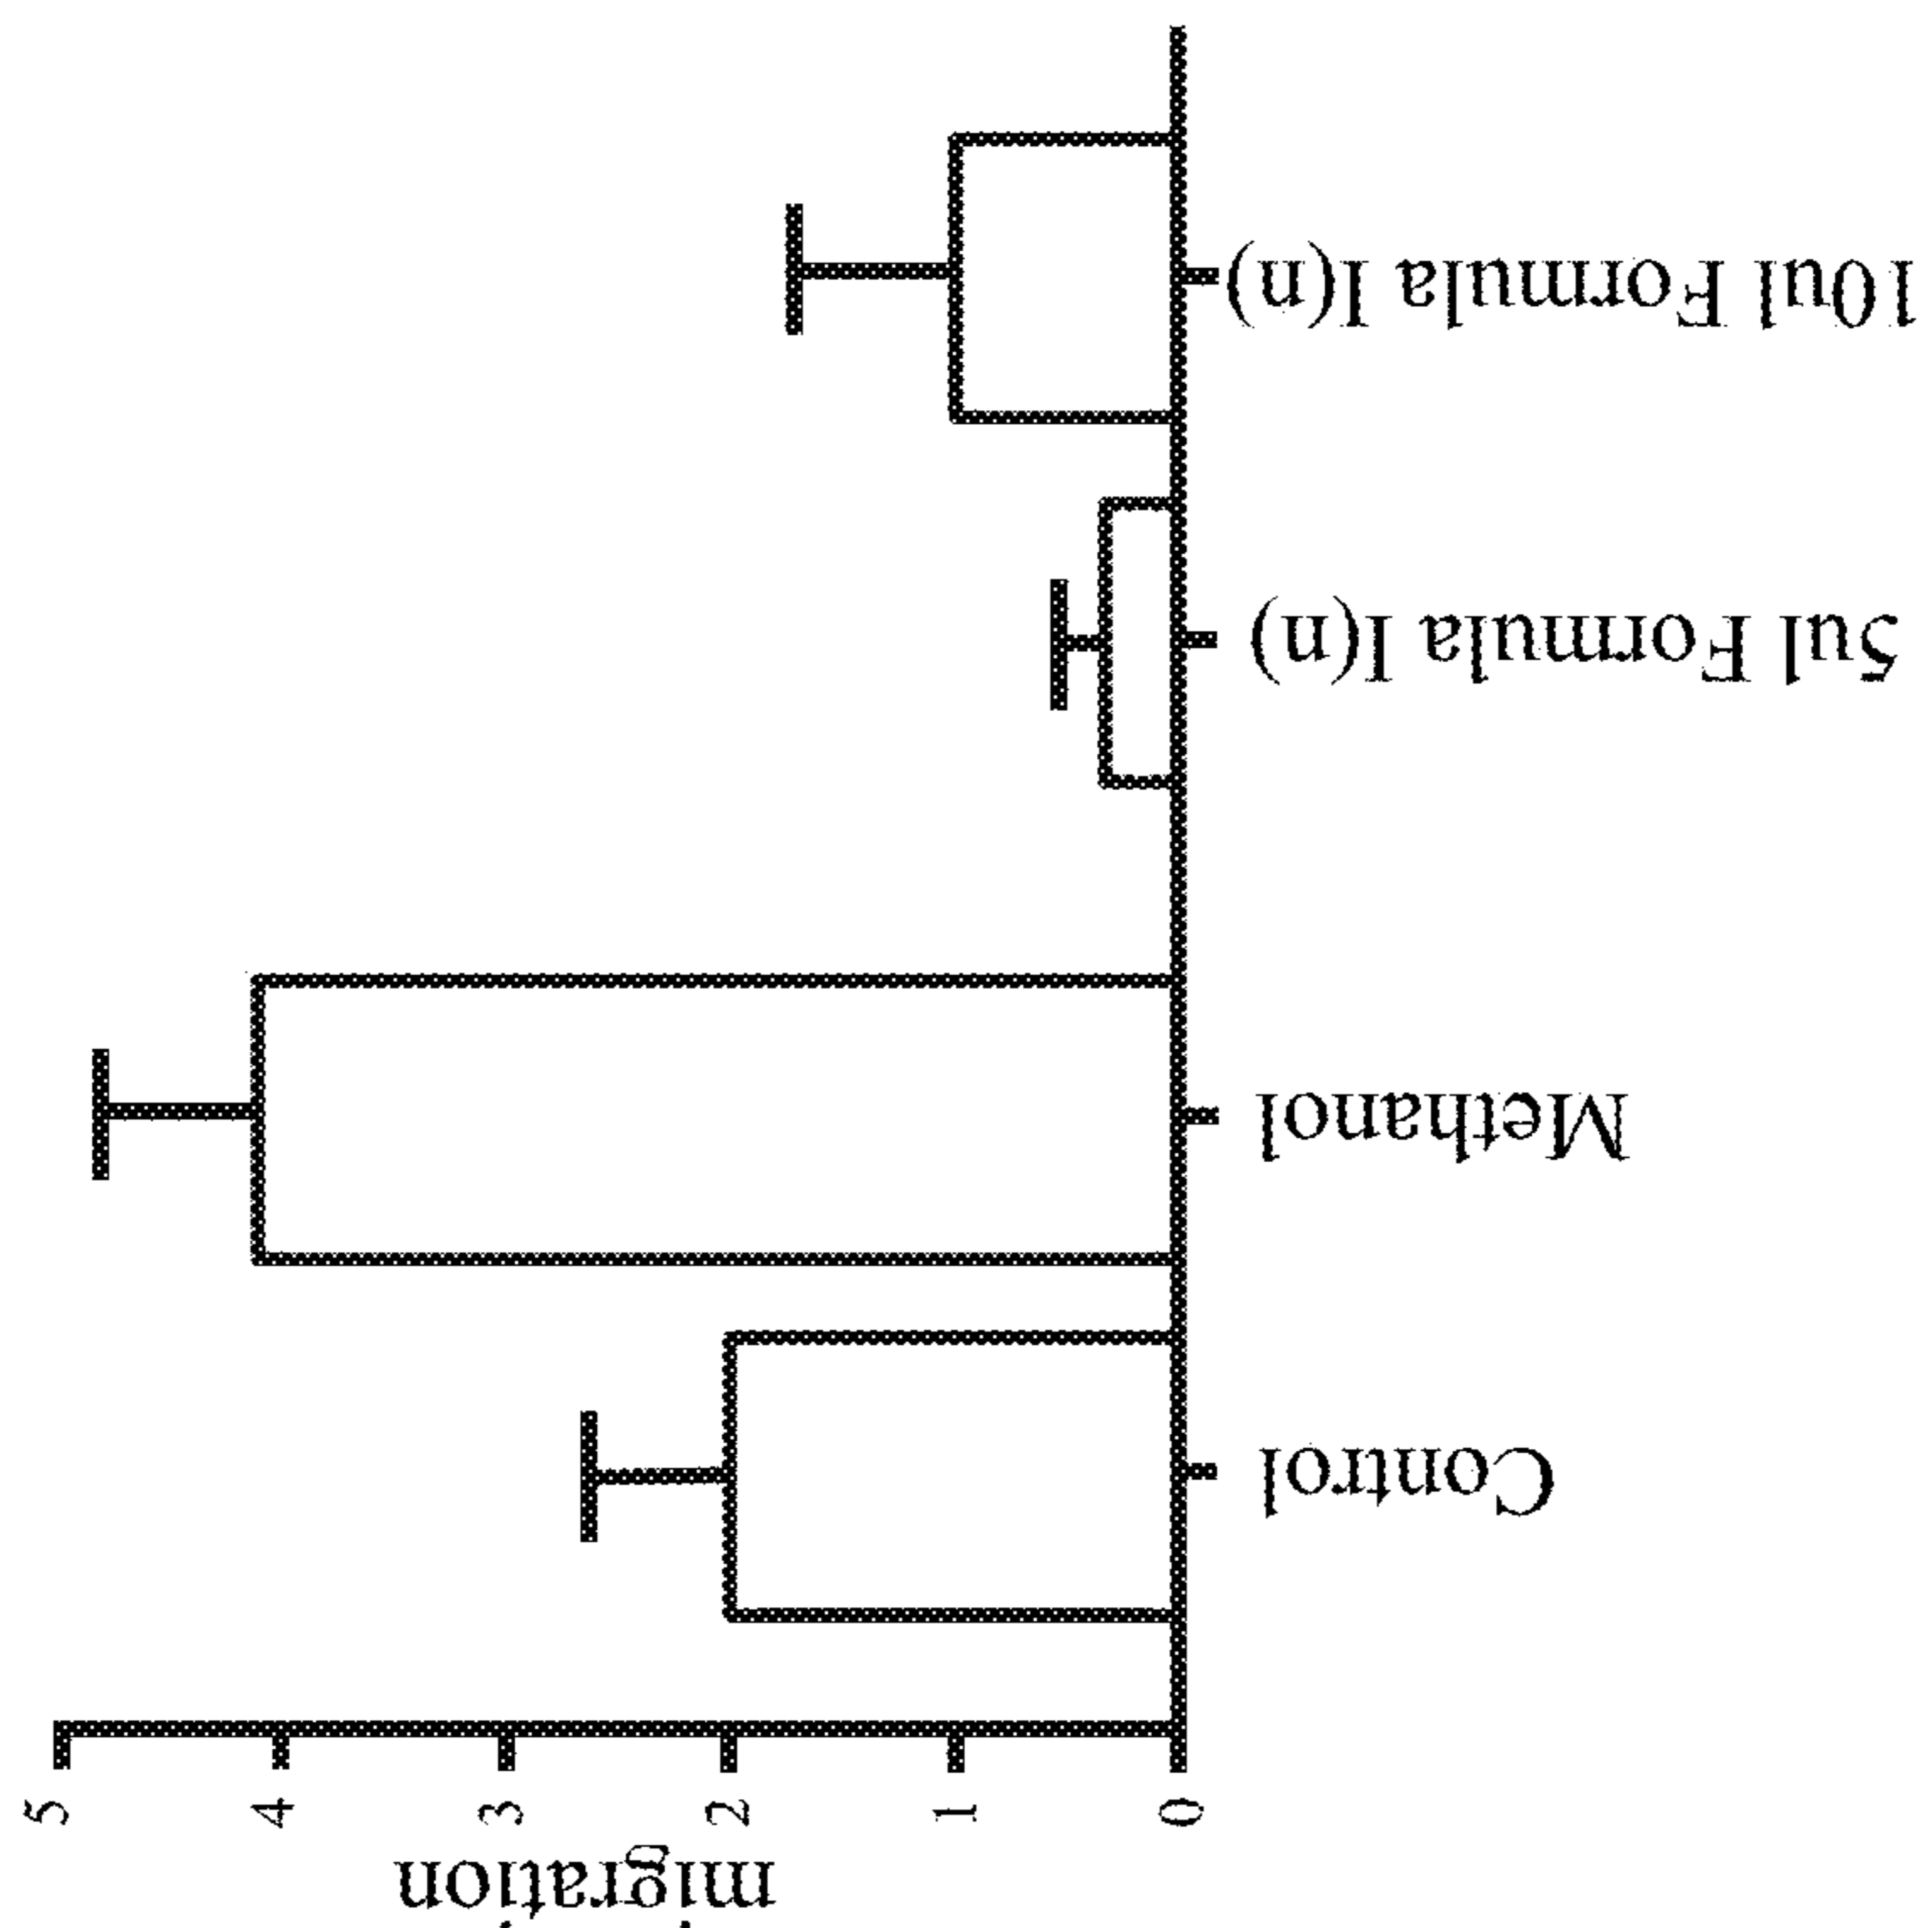 migration
5
4
3
2
1
0
Control
Methanol
5ul Formula I(n)
10ul Formula I(n)